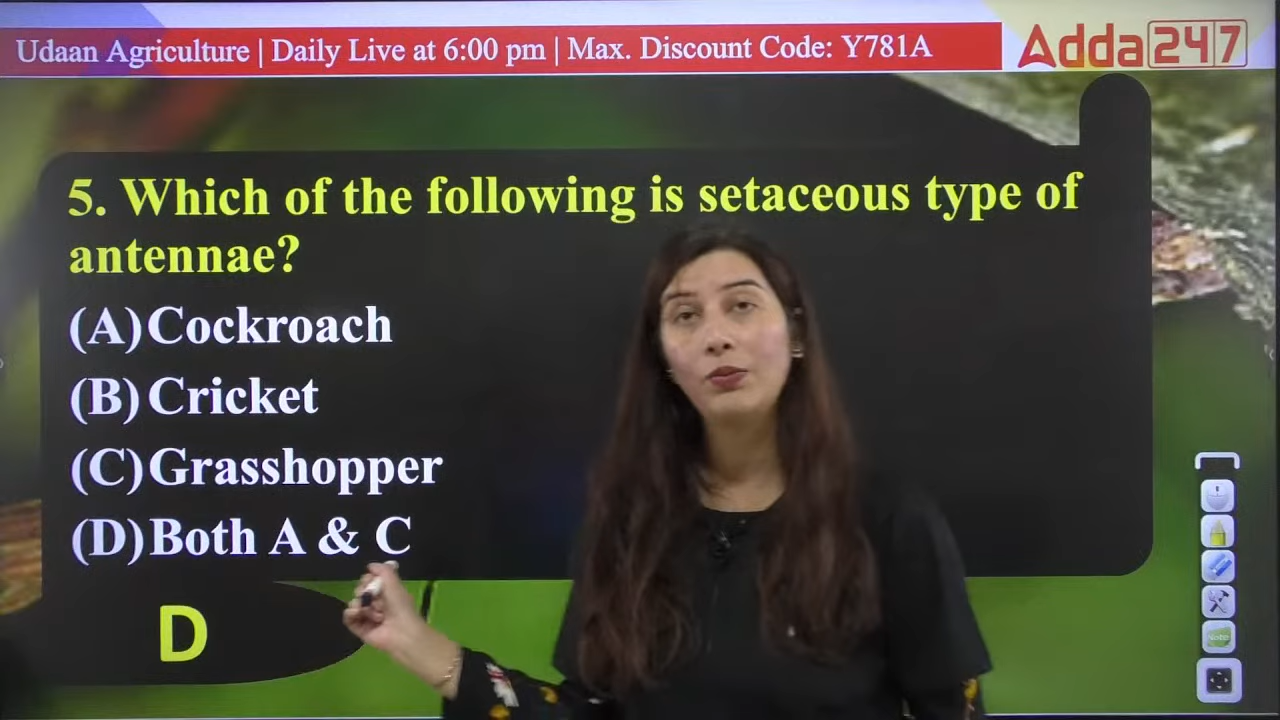 Udaan Agriculture | Daily Live at 6:00 pm | Max. Discount Code: Y781A
Adda247
5. Which of the following is setaceous type of
antennae?
(A) Cockroach
(B) Cricket
(C) Grasshopper
(D) Both A & C
D
Note